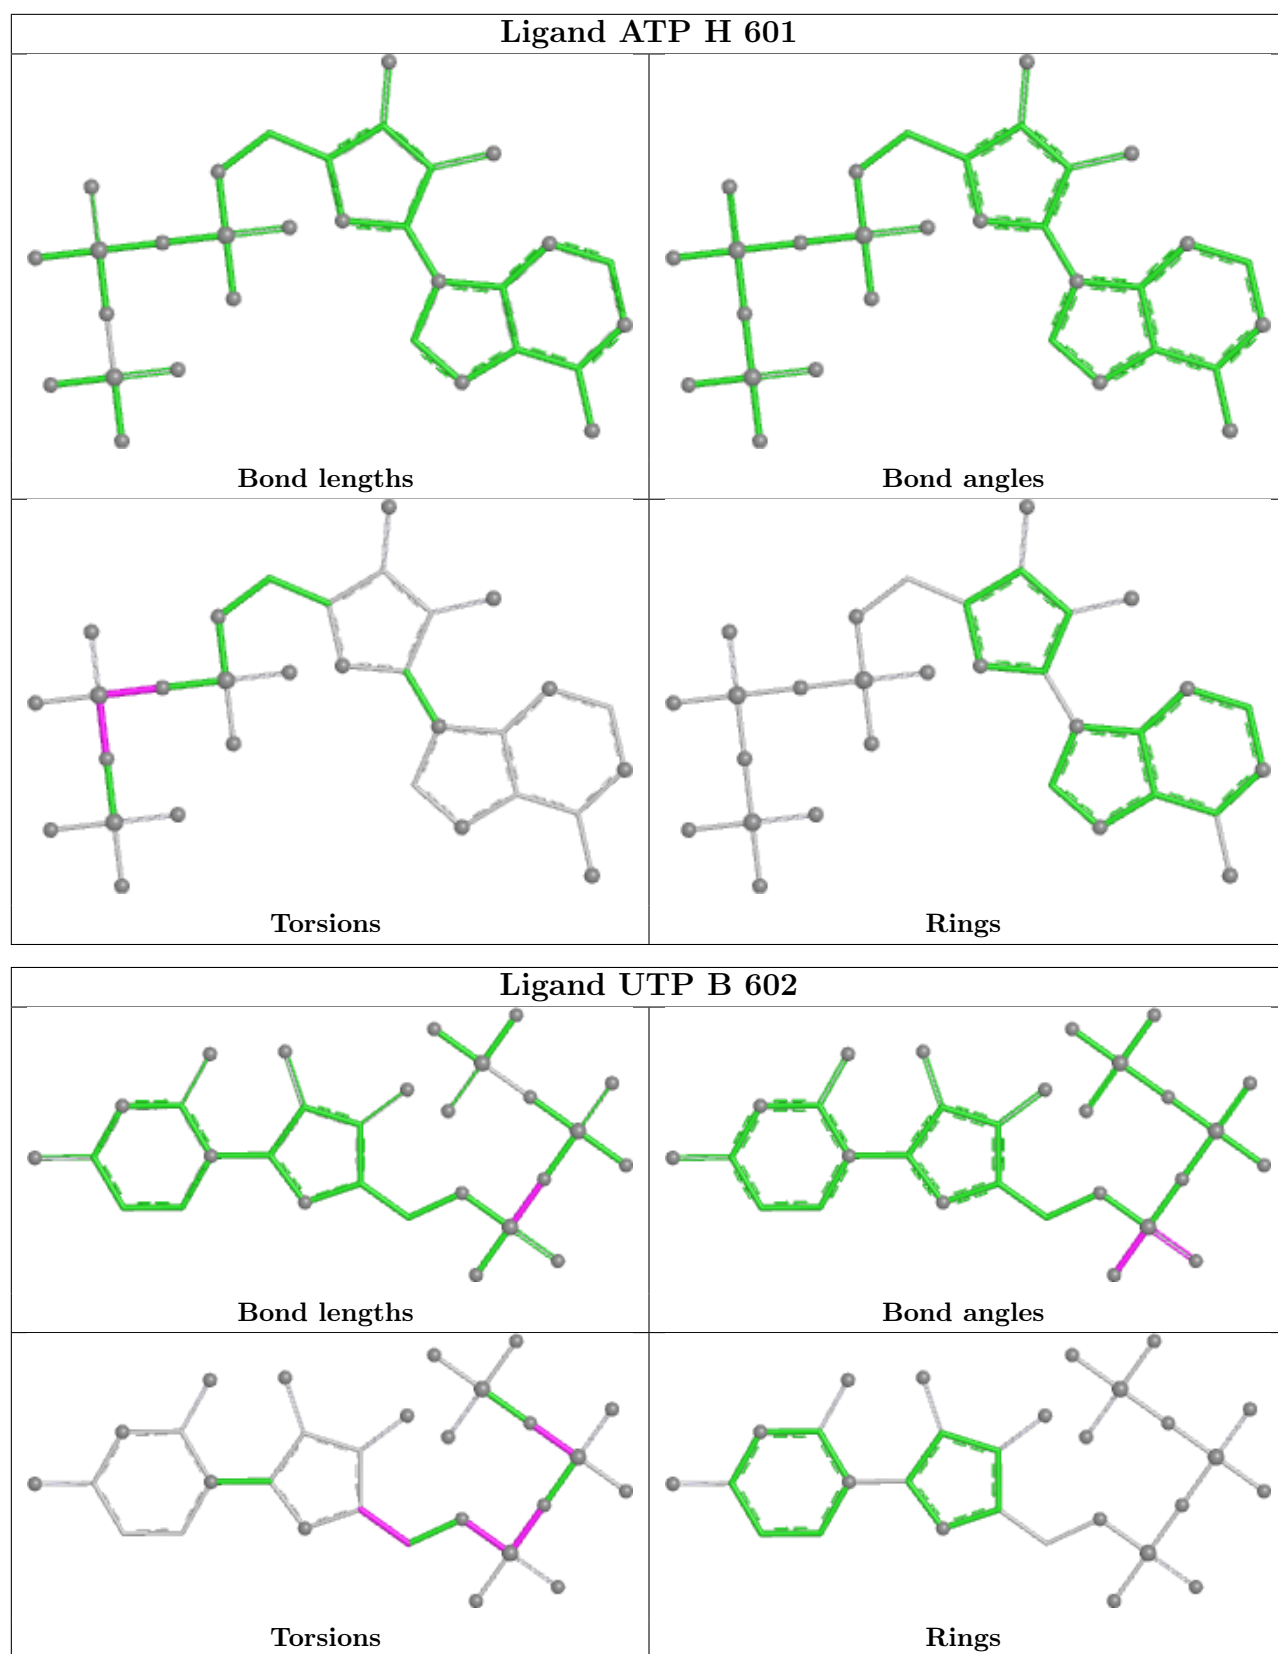 Ligand ATP H 601
Bond lengths
Bond angles
Torsions
Rings
Ligand UTP B 602
Bond lengths
Bond angles
Torsions
Rings